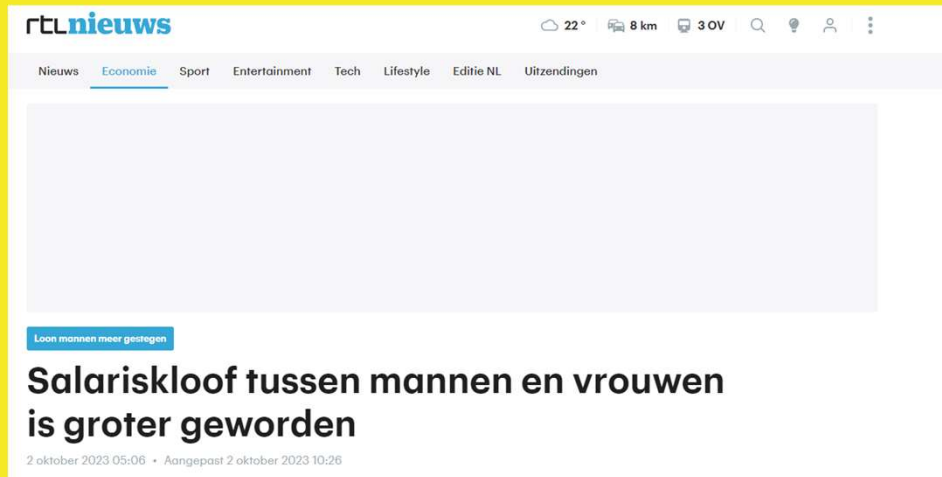 rtlnieuws
22° 8 km 3 OV
Nieuws Economie Sport Entertainment Tech Lifestyle Editie NL Uitzendingen
Loon mannen meer gestegen
Salariskloof tussen mannen en vrouwen
is groter geworden
2 oktober 2023 05:06 • Aangepast 2 oktober 2023 10:26